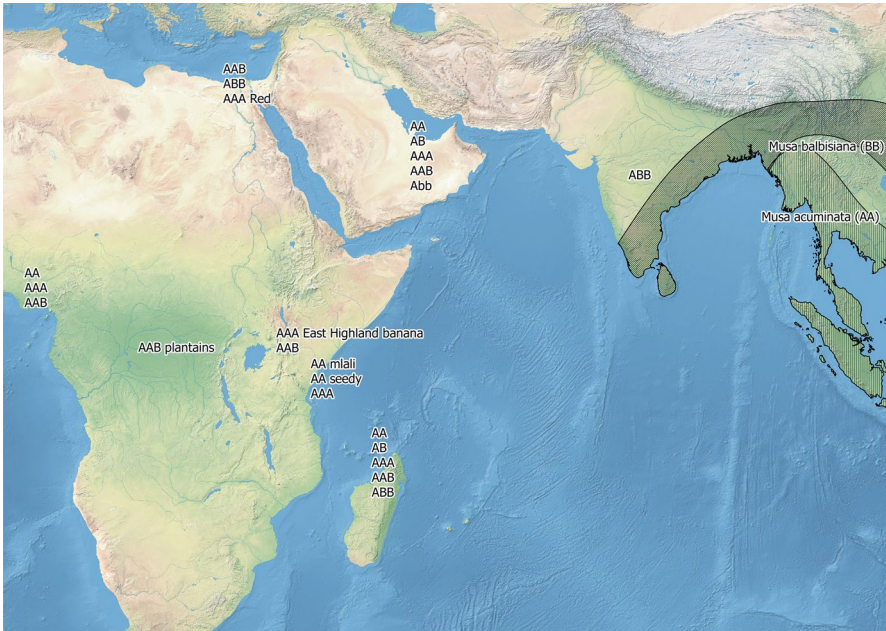 AAB
ABB
AAA Red
AA
AB
AAA
AAB
Abb
Musa balbisiana (BB)
ABB
Musa acuminata (AA)
AA
AAA
AAB
AAB plantains
AAA East Highland banana
AAB
AA mlali
AA seedy
AAA
AA
AB
AAA
AAB
ABB